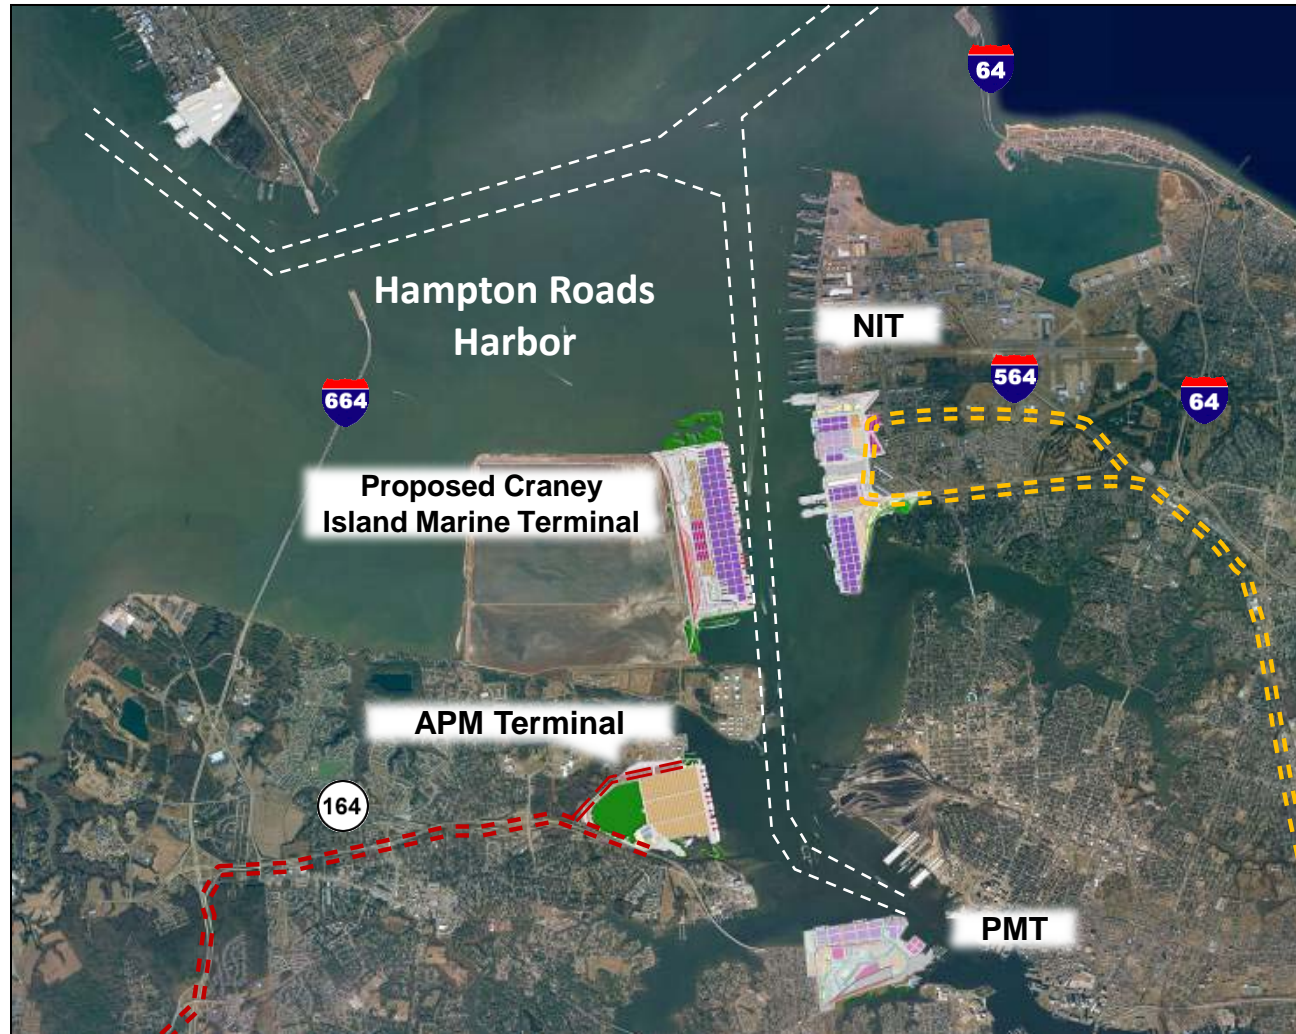 64
Hampton Roads
Harbor
NIT
564
664
64
Proposed Craney
Island Marine Terminal
APM Terminal
164
PMT